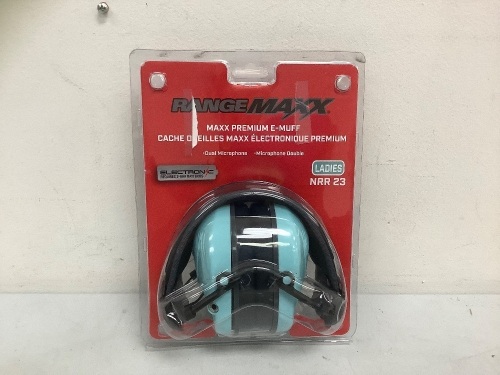 RANGEMAXX
MAXX PREMIUM E-MUFF
CACHE OREILLES MAXX ÉLECTRONIQUE PREMIUM
•Dual Microphone •Microphone Double
ELECTRONIC
LADIES
NRR 23